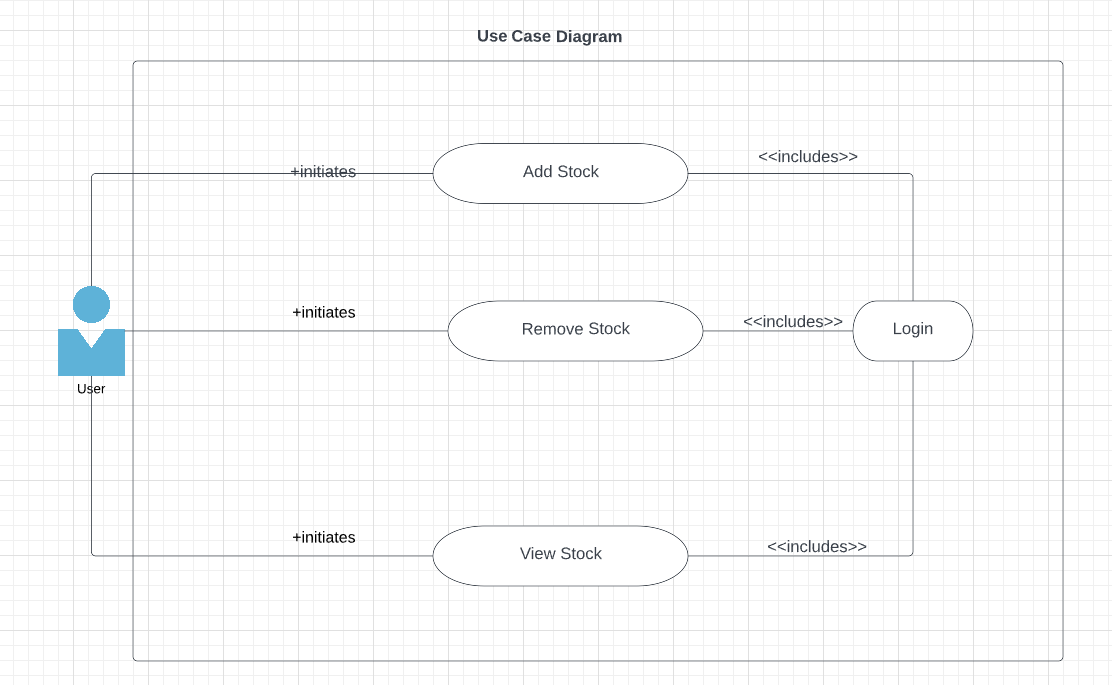 Use Case Diagram
+initiates
Add Stock
<<includes>>
+initiates
Remove Stock
<<includes>>
Login
User
+initiates
View Stock
<<includes>>